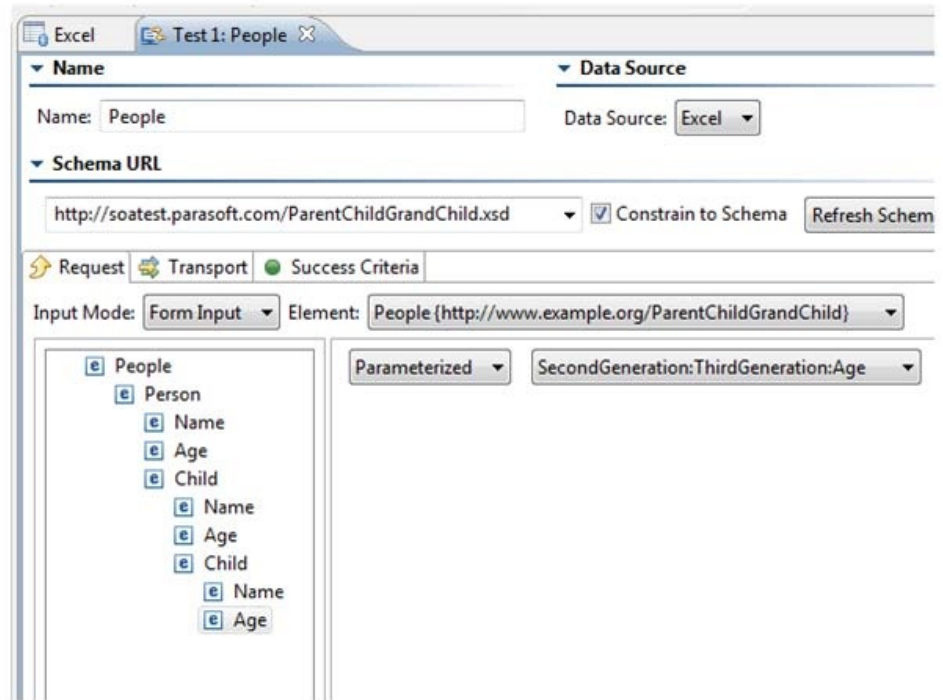 Excel Test 1: People
Name Data Source
Name: People Data Source: Excel
Schema URL
http://soatest.parasoft.com/ParentChildGrandChild.xsd Constrain to Schema Refresh Schem
Request Transport Success Criteria
Input Mode: Form Input Element: People {http://www.example.org/ParentChildGrandChild}
e People Parameterized SecondGeneration:ThirdGeneration:Age
e Person
e Name
e Age
e Child
e Name
e Age
e Child
e Name
e Age